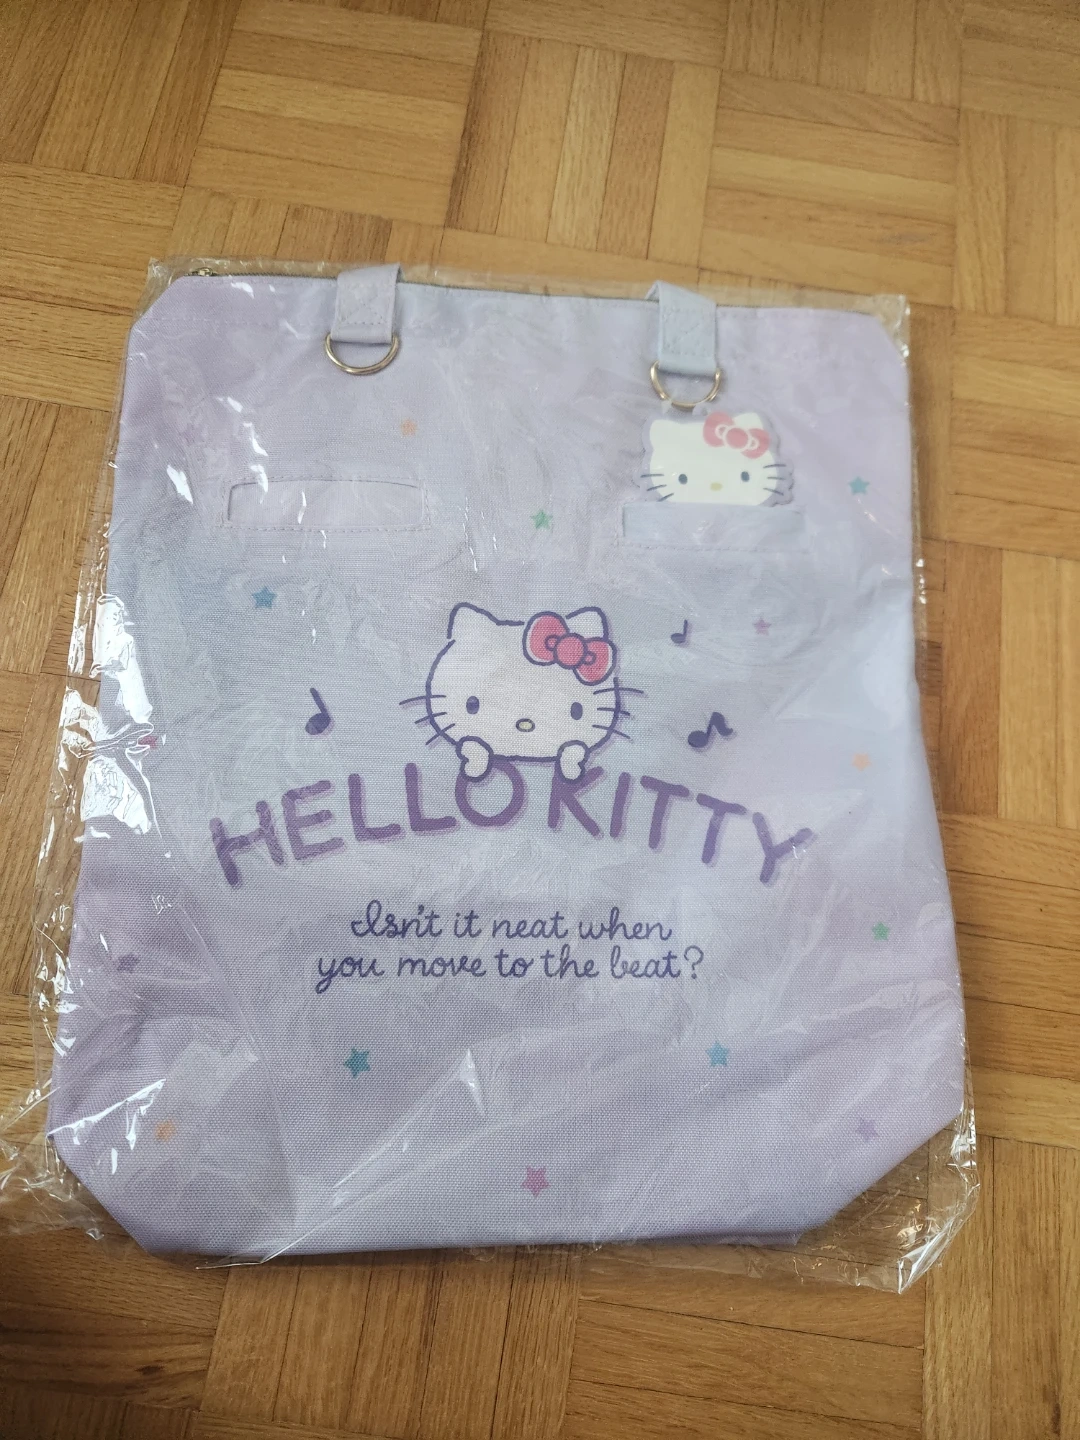 HELLO KITTY
Isn't it neat when
you move to the beat?